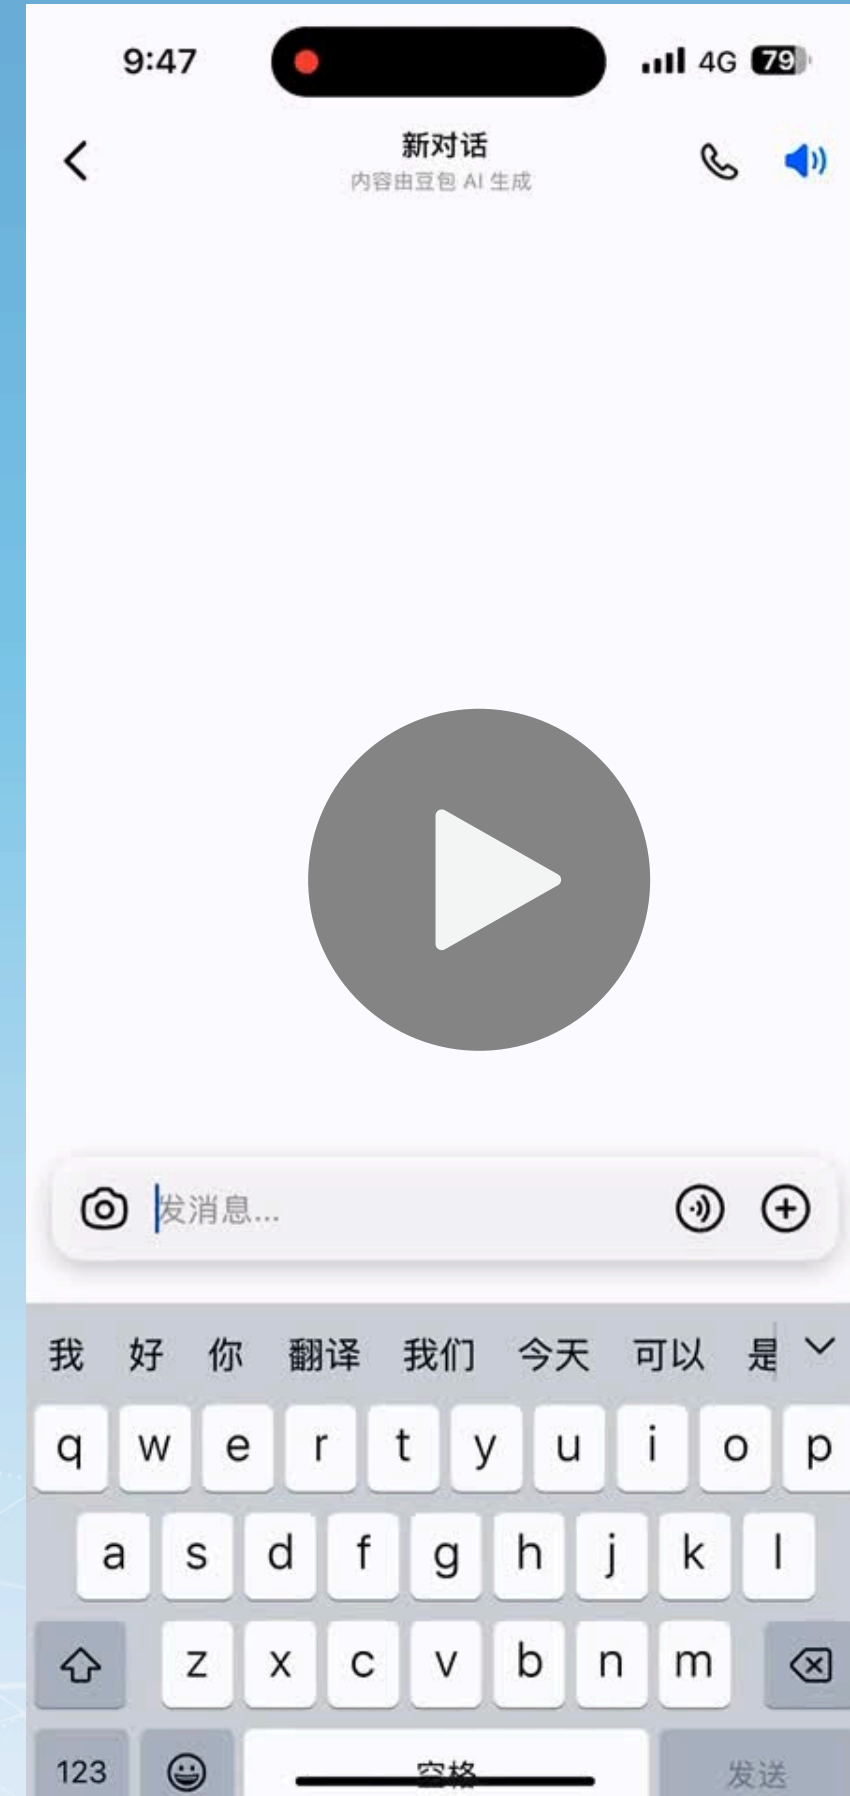 9:47 4G 79
新对话
内容由豆包 AI 生成
发消息...
我 好 你 翻译 我们 今天 可以 是
q w e r t y u i o p
a s d f g h j k l
z x c v b n m
123 空格 发送